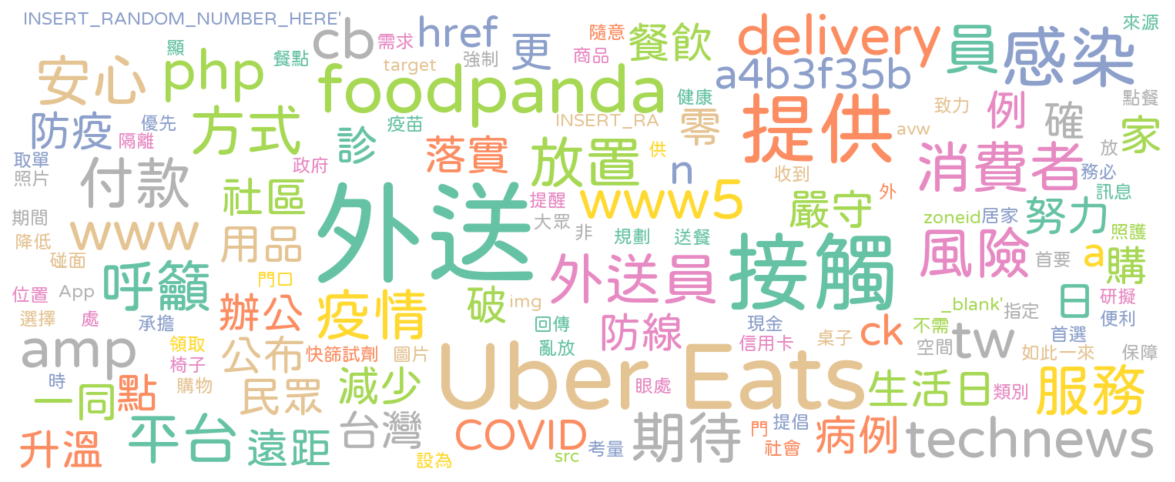 INSERT_RANDOM_NUMBER_HERE'
cb
href
更
隨意
餐飲
delivery
員
感染
來源
顯
餐點
需求
強制
商品
安心
php
target
foodpanda
a4b3f35b
健康
致力
例
確
點餐
家
防疫
優先
隔離
方式
疫苗
診
INSERT_RA
零
提供
avw
放
取單
照片
付款
政府
落實
放置
供
n
收到
消費者
務必
訊息
社區
外送
提醒
www5
嚴守
外
zoneid
居家
努力
照護
期間
降低
www
用品
大眾
非
規劃
送餐
接觸
風險
首要
a
購
碰面
呼籲
門口
外送員
位置
App
處
辦公
疫情
破
img
日
_blank'
指定
研擬
便利
選擇
承擔
回傳
亂放
防線
現金
信用卡
桌子
ck
不需
空間
tw
首選
amp
領取
椅子
公布
快篩試劑
圖片
Uber Eats
如此一來
保障
時
一同
點
購物
民眾
減少
眼處
生活日
類別
服務
升溫
平台
遠距
台灣
設為
COVID
src
考量
期待
門
提倡
社會
病例
technews